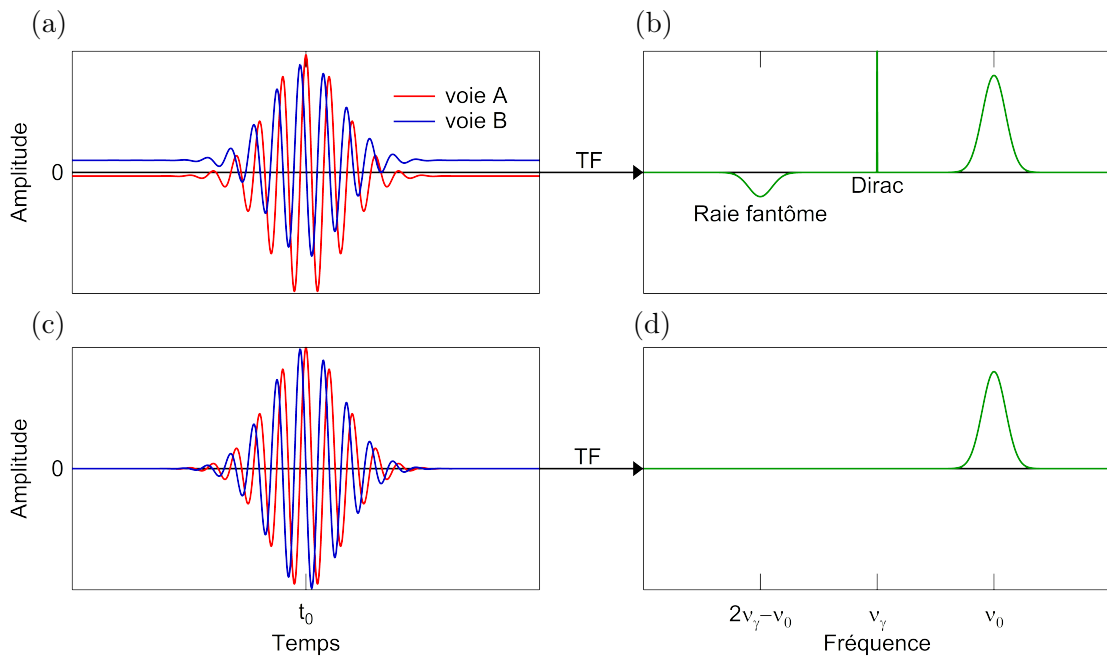 (a)
(b)
voie A
voie B
Amplitude
0
TF
Dirac
Raie fantôme
(c)
(d)
Amplitude
0
TF
t₀
2νᵧ−ν₀
νᵧ
ν₀
Temps
Fréquence